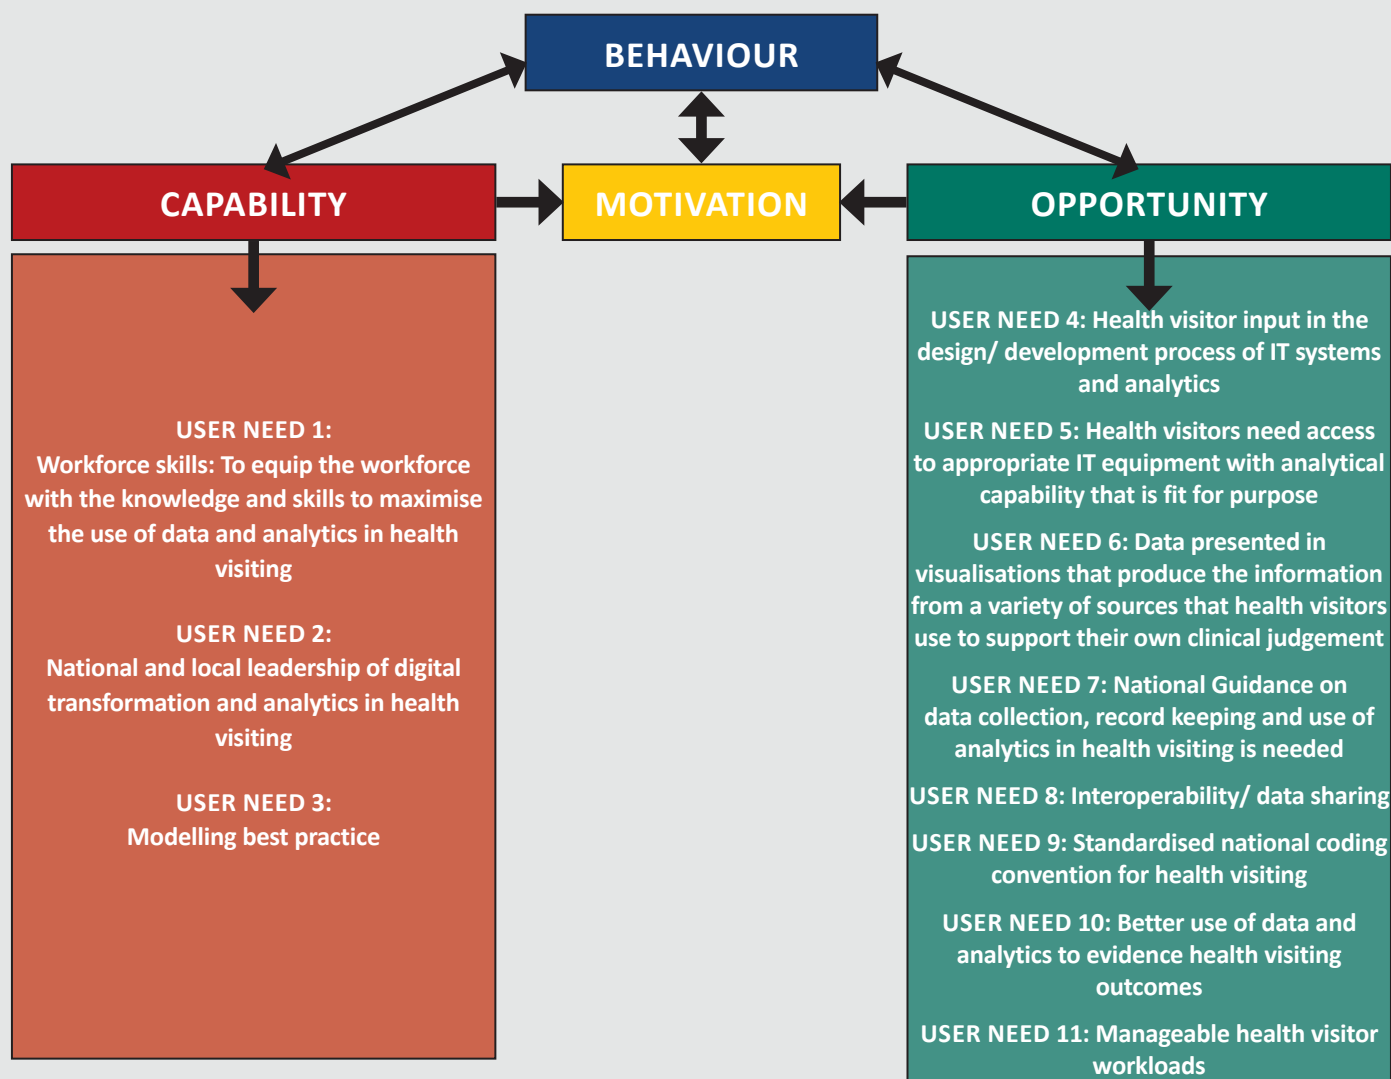 BEHAVIOUR
CAPABILITY
MOTIVATION
OPPORTUNITY
USER NEED 1:
Workforce skills: To equip the workforce
with the knowledge and skills to maximise
the use of data and analytics in health
visiting
USER NEED 2:
National and local leadership of digital
transformation and analytics in health
visiting
USER NEED 3:
Modelling best practice
USER NEED 4: Health visitor input in the
design/ development process of IT systems
and analytics
USER NEED 5: Health visitors need access
to appropriate IT equipment with analytical
capability that is fit for purpose
USER NEED 6: Data presented in
visualisations that produce the information
from a variety of sources that health visitors
use to support their own clinical judgement
USER NEED 7: National Guidance on
data collection, record keeping and use of
analytics in health visiting is needed
USER NEED 8: Interoperability/ data sharing
USER NEED 9: Standardised national coding
convention for health visiting
USER NEED 10: Better use of data and
analytics to evidence health visiting
outcomes
USER NEED 11: Manageable health visitor
workloads